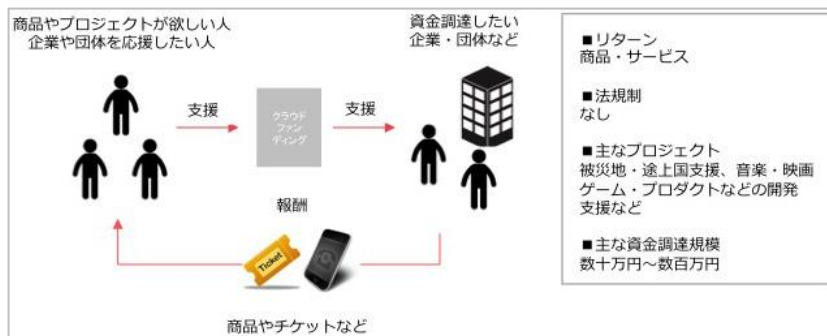 商品やプロジェクトが欲しい人
企業や団体を応援したい人
資金調達したい
企業・団体など
支援
クラウド
ファン
ディング
支援
報酬
Ticket
商品やチケットなど
■リターン
商品・サービス
■法規制
なし
■主なプロジェクト
被災地・途上国支援、音楽・映画
ゲーム・プロダクトなどの開発
支援など
■主な資金調達規模
数十万円～数百万円